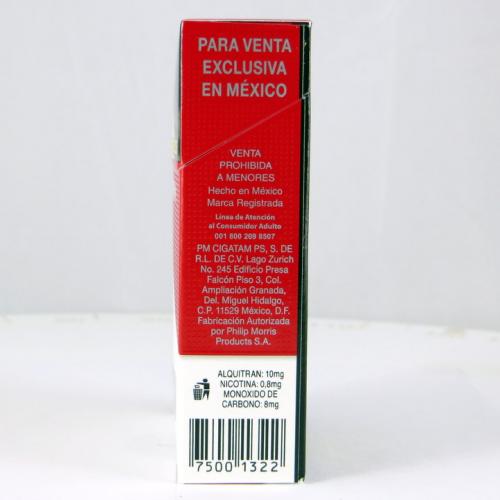 PARA VENTA
EXCLUSIVA
EN MÉXICO
VENTA
PROHIBIDA
A MENORES
Hecho en México
Marca Registrada
Línea de Atención
al Consumidor Adulto
001 800 269 8507
PM CIGATAM PS, S. DE
R.L. DE C.V. Lago Zurich
No. 245 Edificio Presa
Falcón Piso 3, Col.
Ampliación Granada,
Del. Miguel Hidalgo,
C.P. 11529 México, D.F.
Fabricación Autorizada
por Philip Morris
Products S.A.
ALQUITRAN: 10mg
NICOTINA: 0,8mg
MONOXIDO DE
CARBONO: 8mg
7500 1322